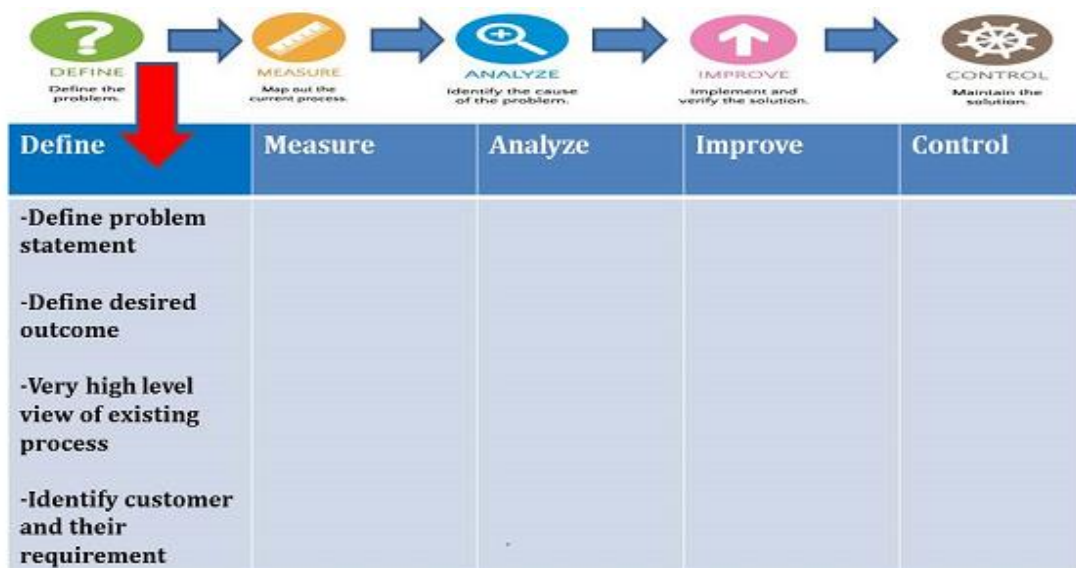 ?
DEFINE
Define the
problem.
MEASURE
Map out the
current process.
ANALYZE
Identify the cause
of the problem.
IMPROVE
Implement and
verify the solution.
CONTROL
Maintain the
solution.
Define
Measure
Analyze
Improve
Control
-Define problem
statement
-Define desired
outcome
-Very high level
view of existing
process
-Identify customer
and their
requirement